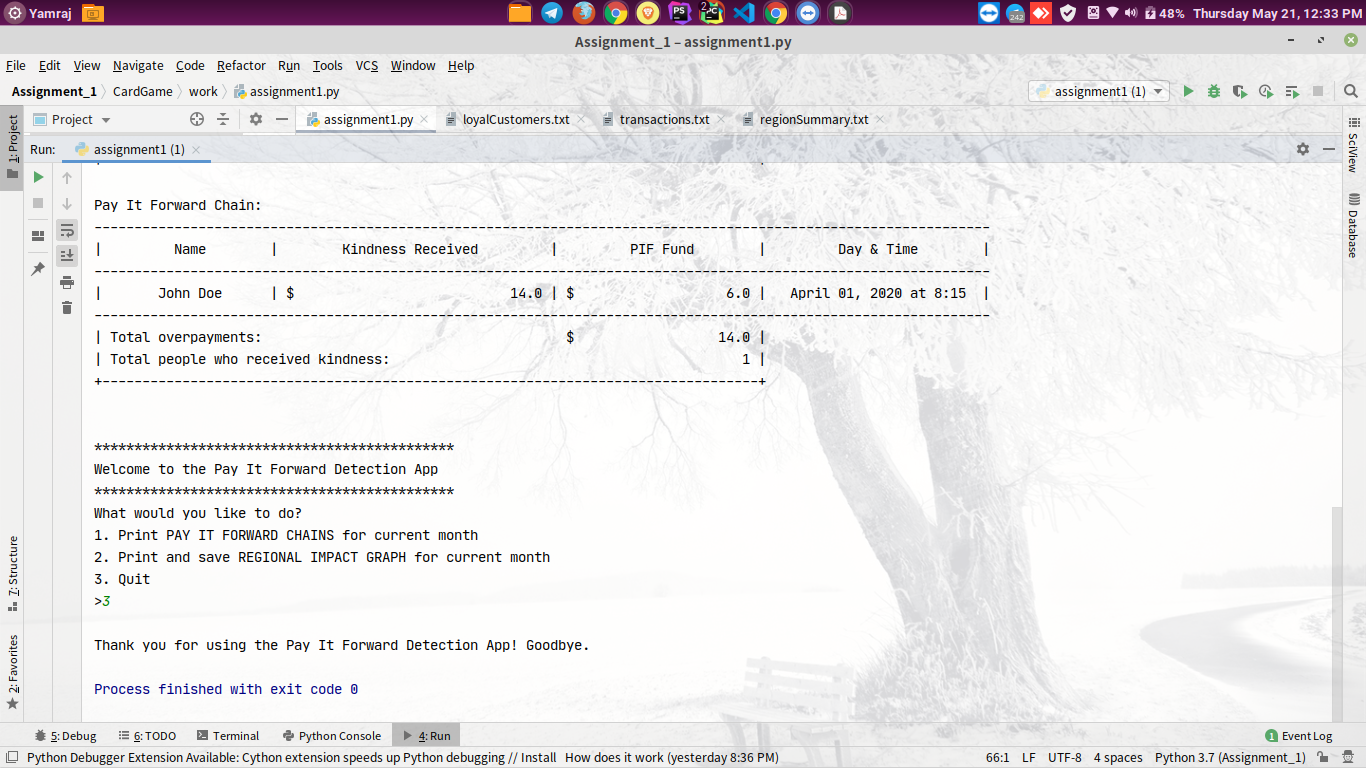 Yamraj
2
242
48% Thursday May 21, 12:33 PM
Assignment_1 – assignment1.py
File Edit View Navigate Code Refactor Run Tools VCS Window Help
Assignment_1 CardGame work assignment1.py assignment1 (1)
1: Project
Project assignment1.py loyalCustomers.txt transactions.txt regionSummary.txt
SciView
Database
Run: assignment1 (1)
Pay It Forward Chain:
----------------------------------------------------------------------------------------------------------------
| Name | Kindness Received | PIF Fund | Day & Time |
----------------------------------------------------------------------------------------------------------------
| John Doe | $ 14.0 | $ 6.0 | April 01, 2020 at 8:15 |
----------------------------------------------------------------------------------------------------------------
| Total overpayments: $ 14.0 |
| Total people who received kindness: 1 |
+----------------------------------------------------------------------------------+
*********************************************
Welcome to the Pay It Forward Detection App
*********************************************
What would you like to do?
1. Print PAY IT FORWARD CHAINS for current month
2. Print and save REGIONAL IMPACT GRAPH for current month
3. Quit
>3
Thank you for using the Pay It Forward Detection App! Goodbye.
Process finished with exit code 0
7: Structure
2: Favorites
5: Debug 6: TODO Terminal Python Console 4: Run 1 Event Log
Python Debugger Extension Available: Cython extension speeds up Python debugging // Install How does it work (yesterday 8:36 PM) 66:1 LF UTF-8 4 spaces Python 3.7 (Assignment_1)